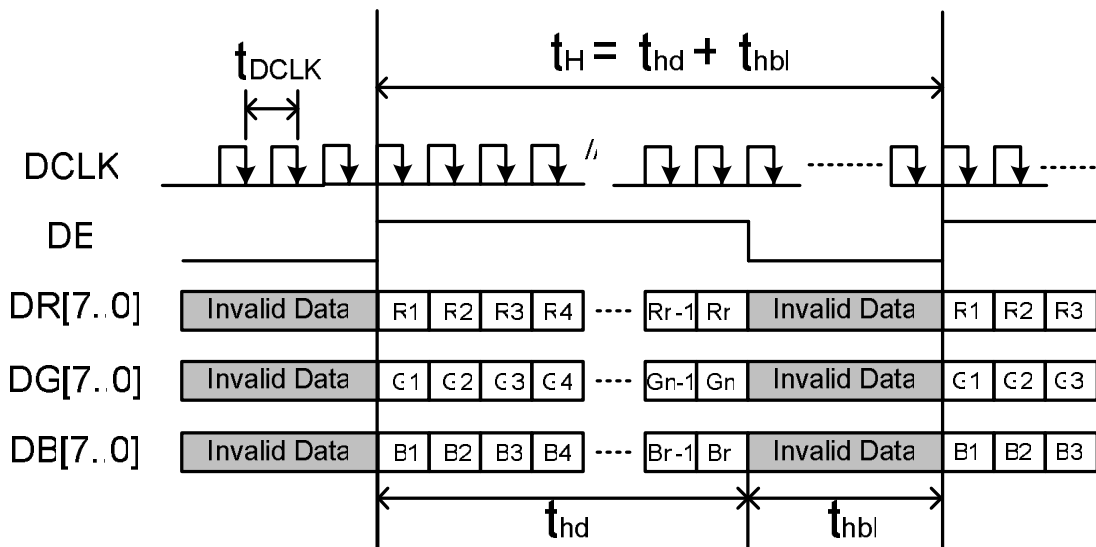 tDCLK
tH = thd + thbl
DCLK
//
DE
DR[7..0] Invalid Data R1 R2 R3 R4 Rr-1 Rr Invalid Data R1 R2 R3
DG[7..0] Invalid Data G1 G2 G3 G4 Gn-1 Gn Invalid Data G1 G2 G3
DB[7..0] Invalid Data B1 B2 B3 B4 Br-1 Br Invalid Data B1 B2 B3
thd thbl